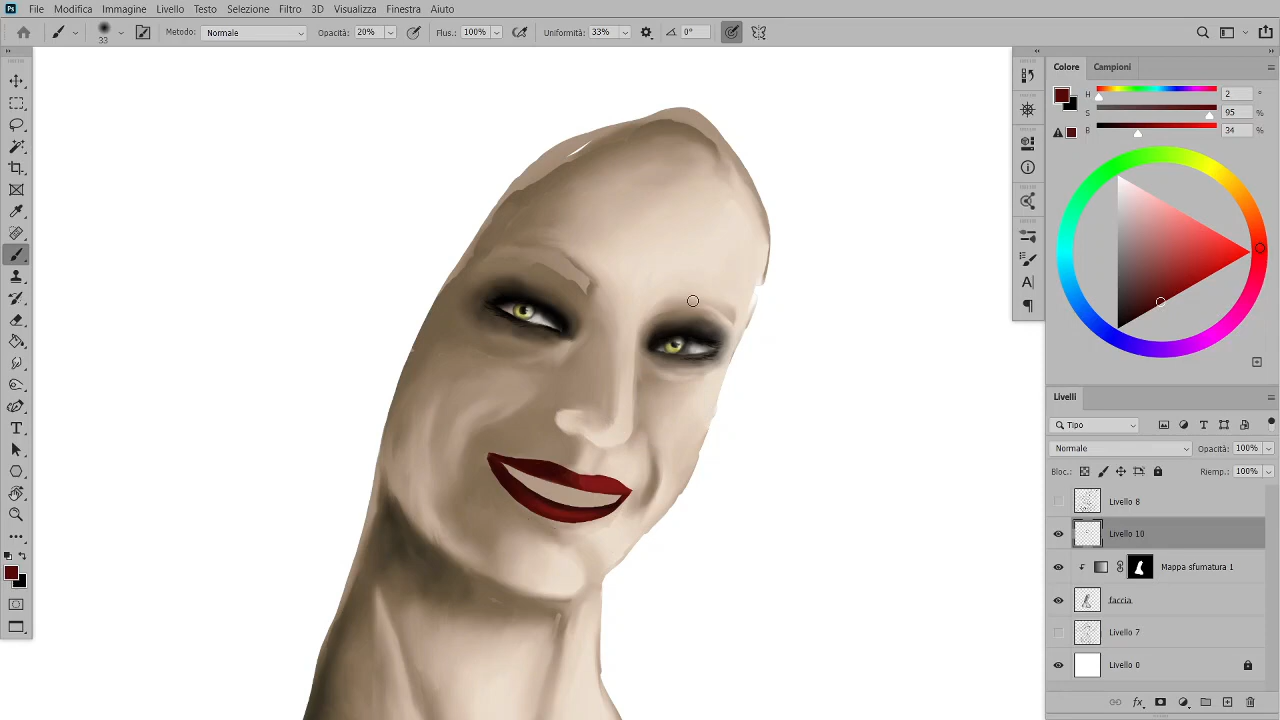 Ps File Modifica Immagine Livello Testo Selezione Filtro 3D Visualizza Finestra Aiuto
33 Metodo: Normale Opacità: 20% Flus.: 100% Uniformità: 33% 0°
Colore Campioni
H 2 °
S 95 %
B 34 %
Livelli
Tipo
Normale Opacità: 100%
Bloc.: Riemp.: 100%
Livello 8
Livello 10
Mappa sfumatura 1
faccia
Livello 7
Livello 0